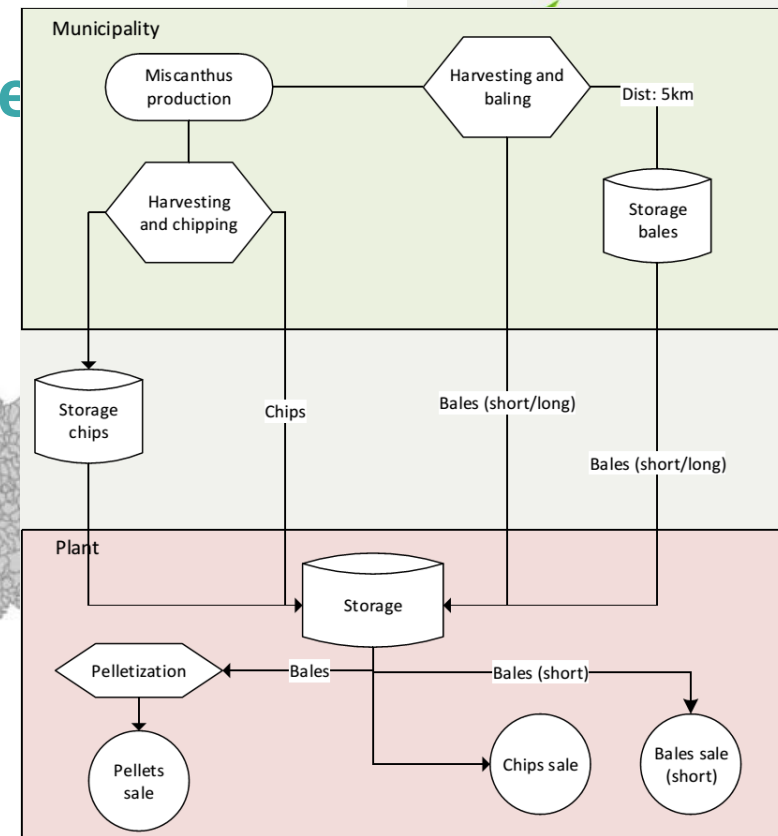 e
Municipality
Miscanthus
production
Harvesting and
baling
Dist: 5km
Harvesting
and chipping
Storage
bales
Storage
chips
Chips
Bales (short/long)
Bales (short/long)
Plant
Storage
Pelletization
Bales
Bales (short)
Pellets
sale
Chips sale
Bales sale
(short)